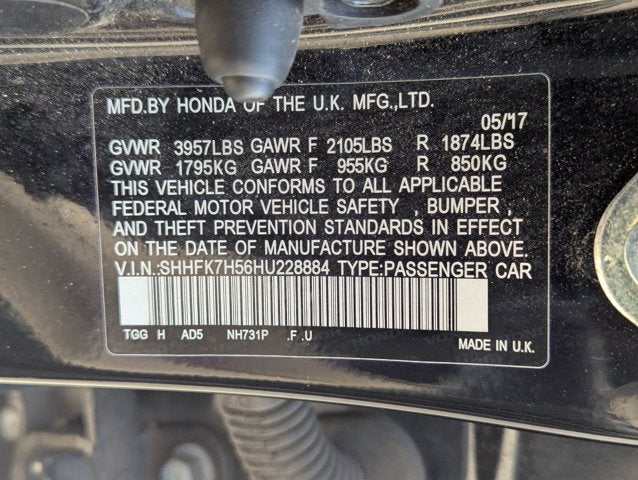 MFD.BY HONDA OF THE U.K. MFG.,LTD.
05/17
GVWR 3957LBS GAWR F 2105LBS R 1874LBS
GVWR 1795KG GAWR F 955KG R 850KG
THIS VEHICLE CONFORMS TO ALL APPLICABLE
FEDERAL MOTOR VEHICLE SAFETY , BUMPER ,
AND THEFT PREVENTION STANDARDS IN EFFECT
ON THE DATE OF MANUFACTURE SHOWN ABOVE.
V.I.N.:SHHFK7H56HU228884 TYPE:PASSENGER CAR
TGG H AD5 NH731P .F .U
MADE IN U.K.